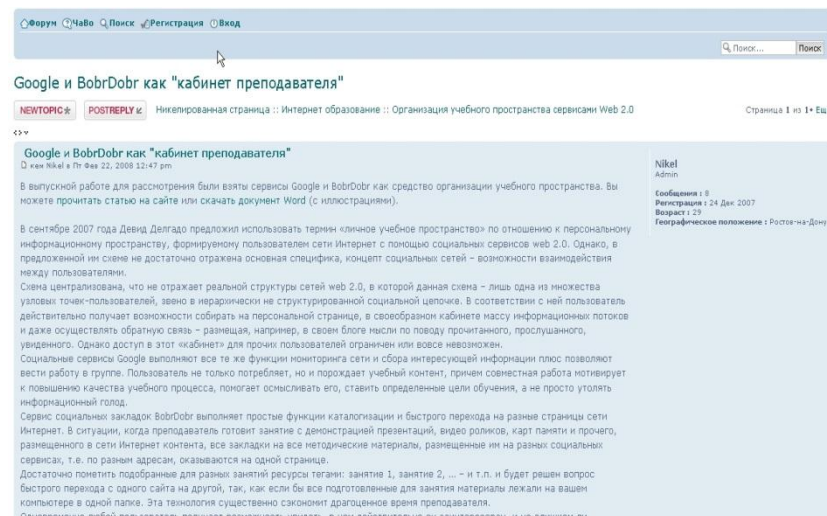 Форум ЧаВо Поиск Регистрация Вход
Поиск... Поиск
Google и BobrDobr как "кабинет преподавателя"
NEWTOPIC POSTREPLY Никелированная страница :: Интернет образование :: Организация учебного пространства сервисами Web 2.0 Страница 1 из 1
Google и BobrDobr как "кабинет преподавателя"
кем Nikel в Пт Фев 22, 2008 12:47 pm
В выпускной работе для рассмотрения были взяты сервисы Google и BobrDobr как средство организации учебного пространства. Вы
можете прочитать статью на сайте или скачать документ Word (с иллюстрациями).
В сентябре 2007 года Девид Делгадо предложил использовать термин «личное учебное пространство» по отношению к персональному
информационному пространству, формируемому пользователем сети Интернет с помощью социальных сервисов web 2.0. Однако, в
предложенной им схеме не достаточно отражена основная специфика, концепт социальных сетей – возможности взаимодействия
между пользователями.
Схема централизована, что не отражает реальной структуры сетей web 2.0, в которой данная схема – лишь одна из множества
узловых точек-пользователей, звено в иерархически не структурированной социальной цепочке. В соответствии с ней пользователь
действительно получает возможности собирать на персональной странице, в своеобразном кабинете массу информационных потоков
и даже осуществлять обратную связь – размещая, например, в своем блоге мысли по поводу прочитанного, прослушанного,
увиденного. Однако доступ в этот «кабинет» для прочих пользователей ограничен или вовсе невозможен.
Социальные сервисы Google выполняют все те же функции мониторинга сети и сбора интересующей информации плюс позволяют
вести работу в группе. Пользователь не только потребляет, но и порождает учебный контент, причем совместная работа мотивирует
к повышению качества учебного процесса, помогает осмысливать его, ставить определенные цели обучения, а не просто утолять
информационный голод.
Сервис социальных закладок BobrDobr выполняет простые функции каталогизации и быстрого перехода на разные страницы сети
Интернет. В ситуации, когда преподаватель готовит занятие с демонстрацией презентаций, видео роликов, карт памяти и прочего,
размещенного в сети Интернет контента, все закладки на все методические материалы, размещенные им на разных социальных
сервисах, т.е. по разным адресам, оказываются на одной странице.
Достаточно пометить подобранные для разных занятий ресурсы тегами: занятие 1, занятие 2, ... – и т.п. и будет решен вопрос
быстрого перехода с одного сайта на другой, так, как если бы все подготовленные для занятия материалы лежали на вашем
компьютере в одной папке. Эта технология существенно сэкономит драгоценное время преподавателя.
Nikel
Admin
Сообщения : 8
Регистрация : 24 Дек 2007
Возраст : 29
Географическое положение : Ростов-на-Дону